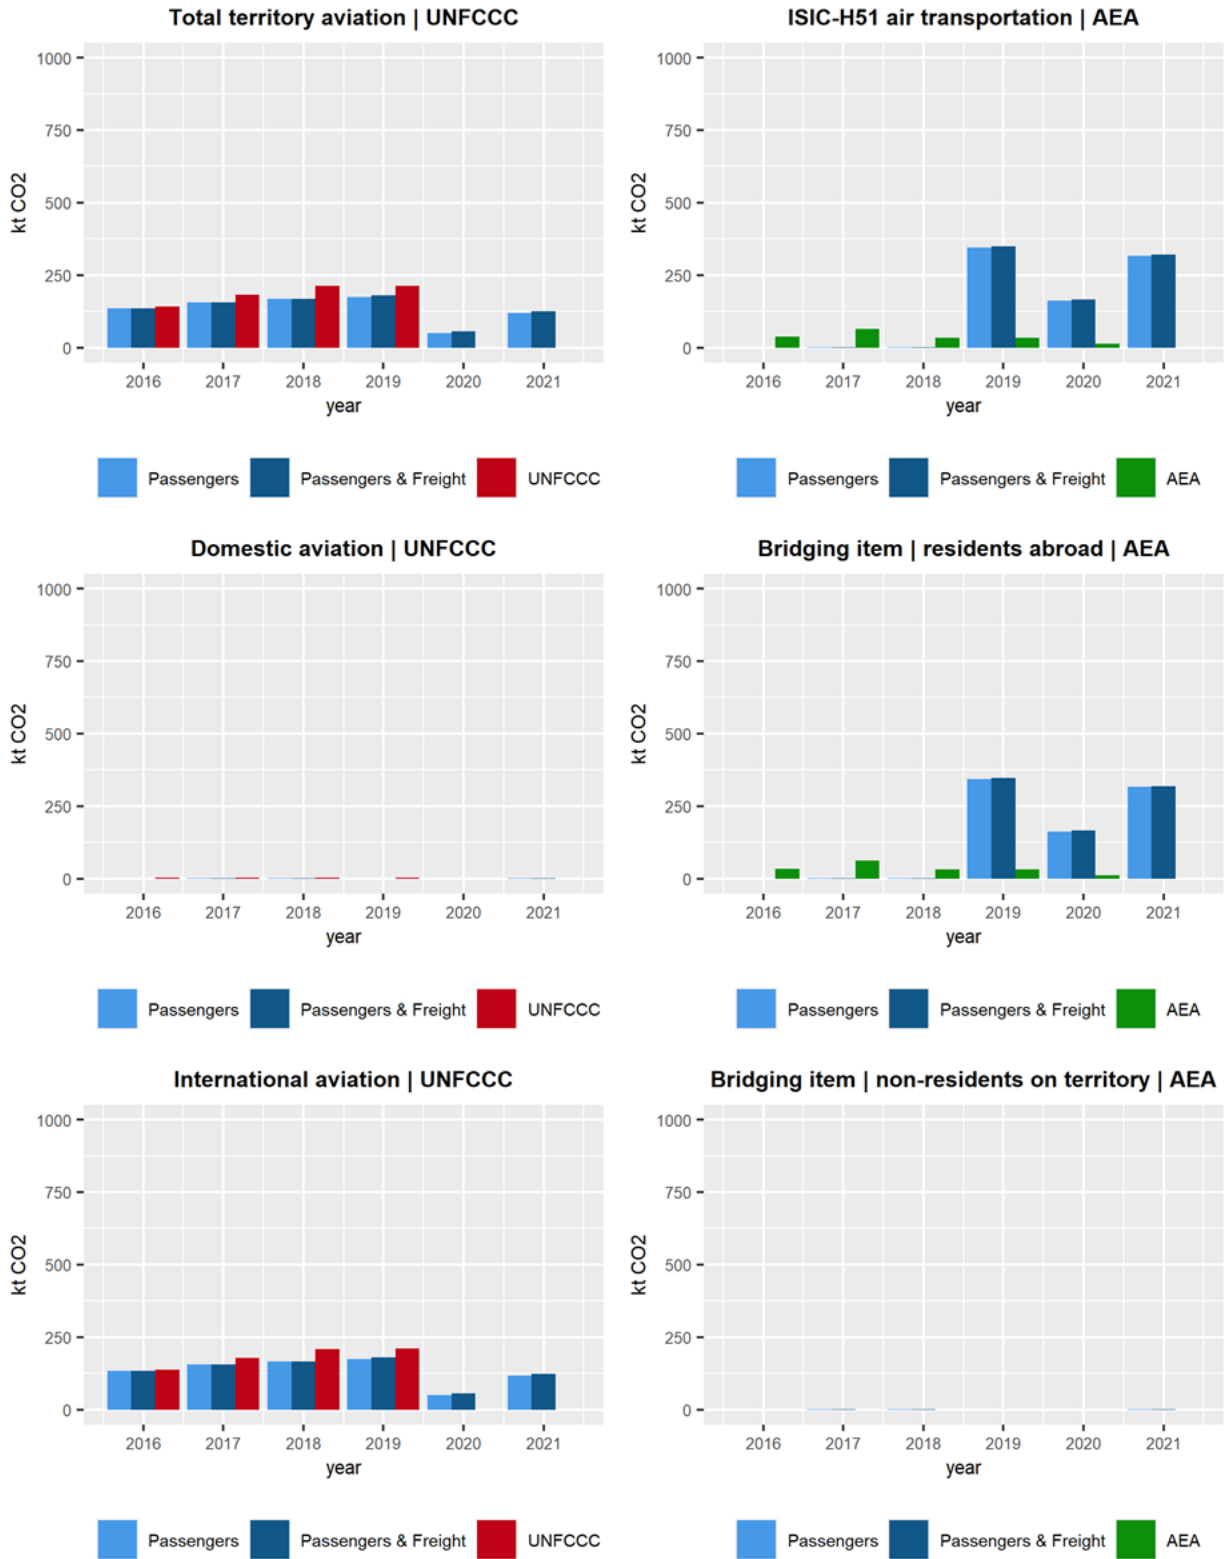 Total territory aviation | UNFCCC
1000
750
500
250
0
kt CO2
2016 2017 2018 2019 2020 2021
year
Passengers Passengers & Freight UNFCCC
ISIC-H51 air transportation | AEA
1000
750
500
250
0
kt CO2
2016 2017 2018 2019 2020 2021
year
Passengers Passengers & Freight AEA
Domestic aviation | UNFCCC
1000
750
500
250
0
kt CO2
2016 2017 2018 2019 2020 2021
year
Passengers Passengers & Freight UNFCCC
Bridging item | residents abroad | AEA
1000
750
500
250
0
kt CO2
2016 2017 2018 2019 2020 2021
year
Passengers Passengers & Freight AEA
International aviation | UNFCCC
1000
750
500
250
0
kt CO2
2016 2017 2018 2019 2020 2021
year
Passengers Passengers & Freight UNFCCC
Bridging item | non-residents on territory | AEA
1000
750
500
250
0
kt CO2
2016 2017 2018 2019 2020 2021
year
Passengers Passengers & Freight AEA